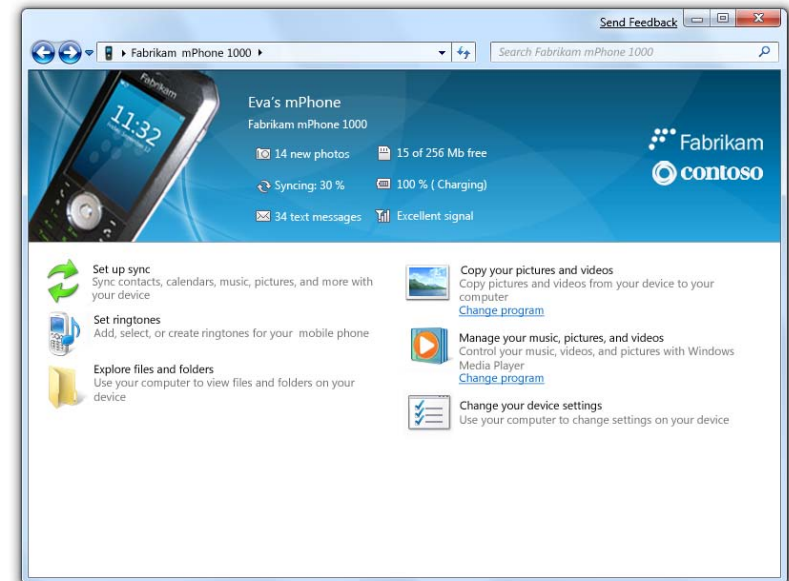 Send Feedback
Fabrikam mPhone 1000
Search Fabrikam mPhone 1000
Fabrikam
11:32
Eva's mPhone
Fabrikam mPhone 1000
14 new photos
15 of 256 Mb free
Syncing: 30 %
100 % ( Charging)
34 text messages
Excellent signal
Fabrikam
contoso
Set up sync
Sync contacts, calendars, music, pictures, and more with
your device
Set ringtones
Add, select, or create ringtones for your mobile phone
Explore files and folders
Use your computer to view files and folders on your
device
Copy your pictures and videos
Copy pictures and videos from your device to your
computer
Change program
Manage your music, pictures, and videos
Control your music, videos, and pictures with Windows
Media Player
Change program
Change your device settings
Use your computer to change settings on your device